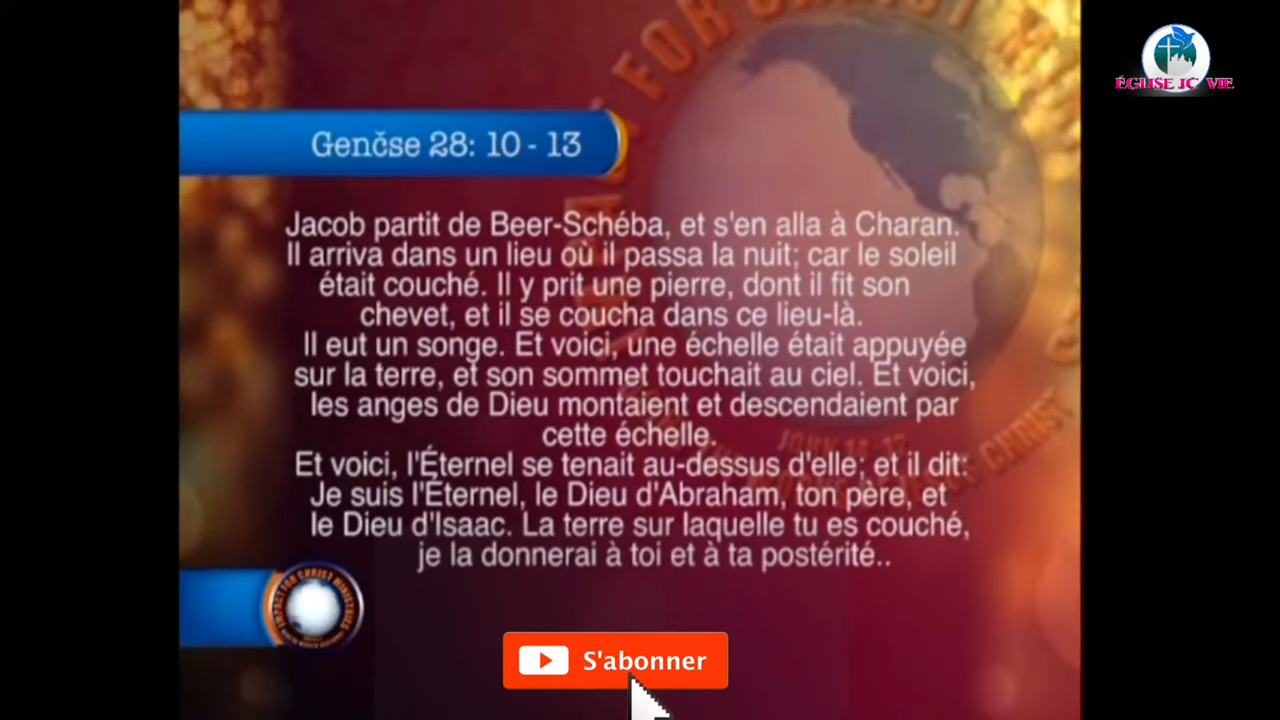 ÉGLISE JC VIE
FOR CHRIST
Genčse 28: 10 - 13
Jacob partit de Beer-Schéba, et s'en alla à Charan.
Il arriva dans un lieu où il passa la nuit; car le soleil
était couché. Il y prit une pierre, dont il fit son
chevet, et il se coucha dans ce lieu-là.
Il eut un songe. Et voici, une échelle était appuyée
sur la terre, et son sommet touchait au ciel. Et voici,
les anges de Dieu montaient et descendaient par
cette échelle.
Et voici, l'Éternel se tenait au-dessus d'elle; et il dit:
Je suis l'Éternel, le Dieu d'Abraham, ton père, et
le Dieu d'Isaac. La terre sur laquelle tu es couché,
je la donnerai à toi et à ta postérité..
IMPACT FOR CHRIST MINISTRIES
S'abonner